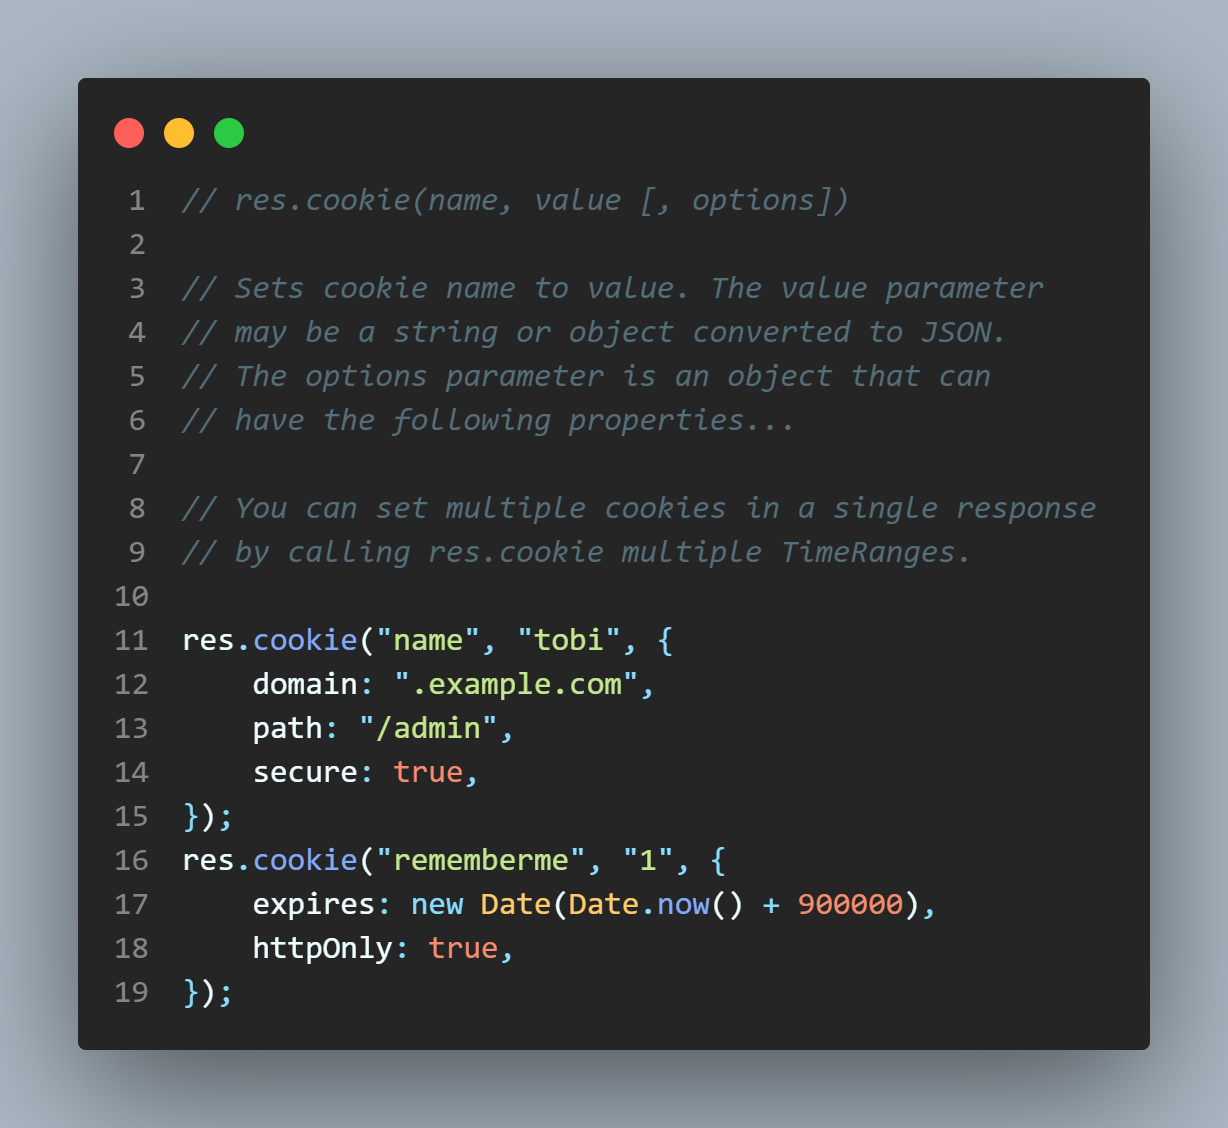 1 // res.cookie(name, value [, options])
2
3 // Sets cookie name to value. The value parameter
4 // may be a string or object converted to JSON.
5 // The options parameter is an object that can
6 // have the following properties...
7
8 // You can set multiple cookies in a single response
9 // by calling res.cookie multiple TimeRanges.
10
11 res.cookie("name", "tobi", {
12     domain: ".example.com",
13     path: "/admin",
14     secure: true,
15 });
16 res.cookie("rememberme", "1", {
17     expires: new Date(Date.now() + 900000),
18     httpOnly: true,
19 });